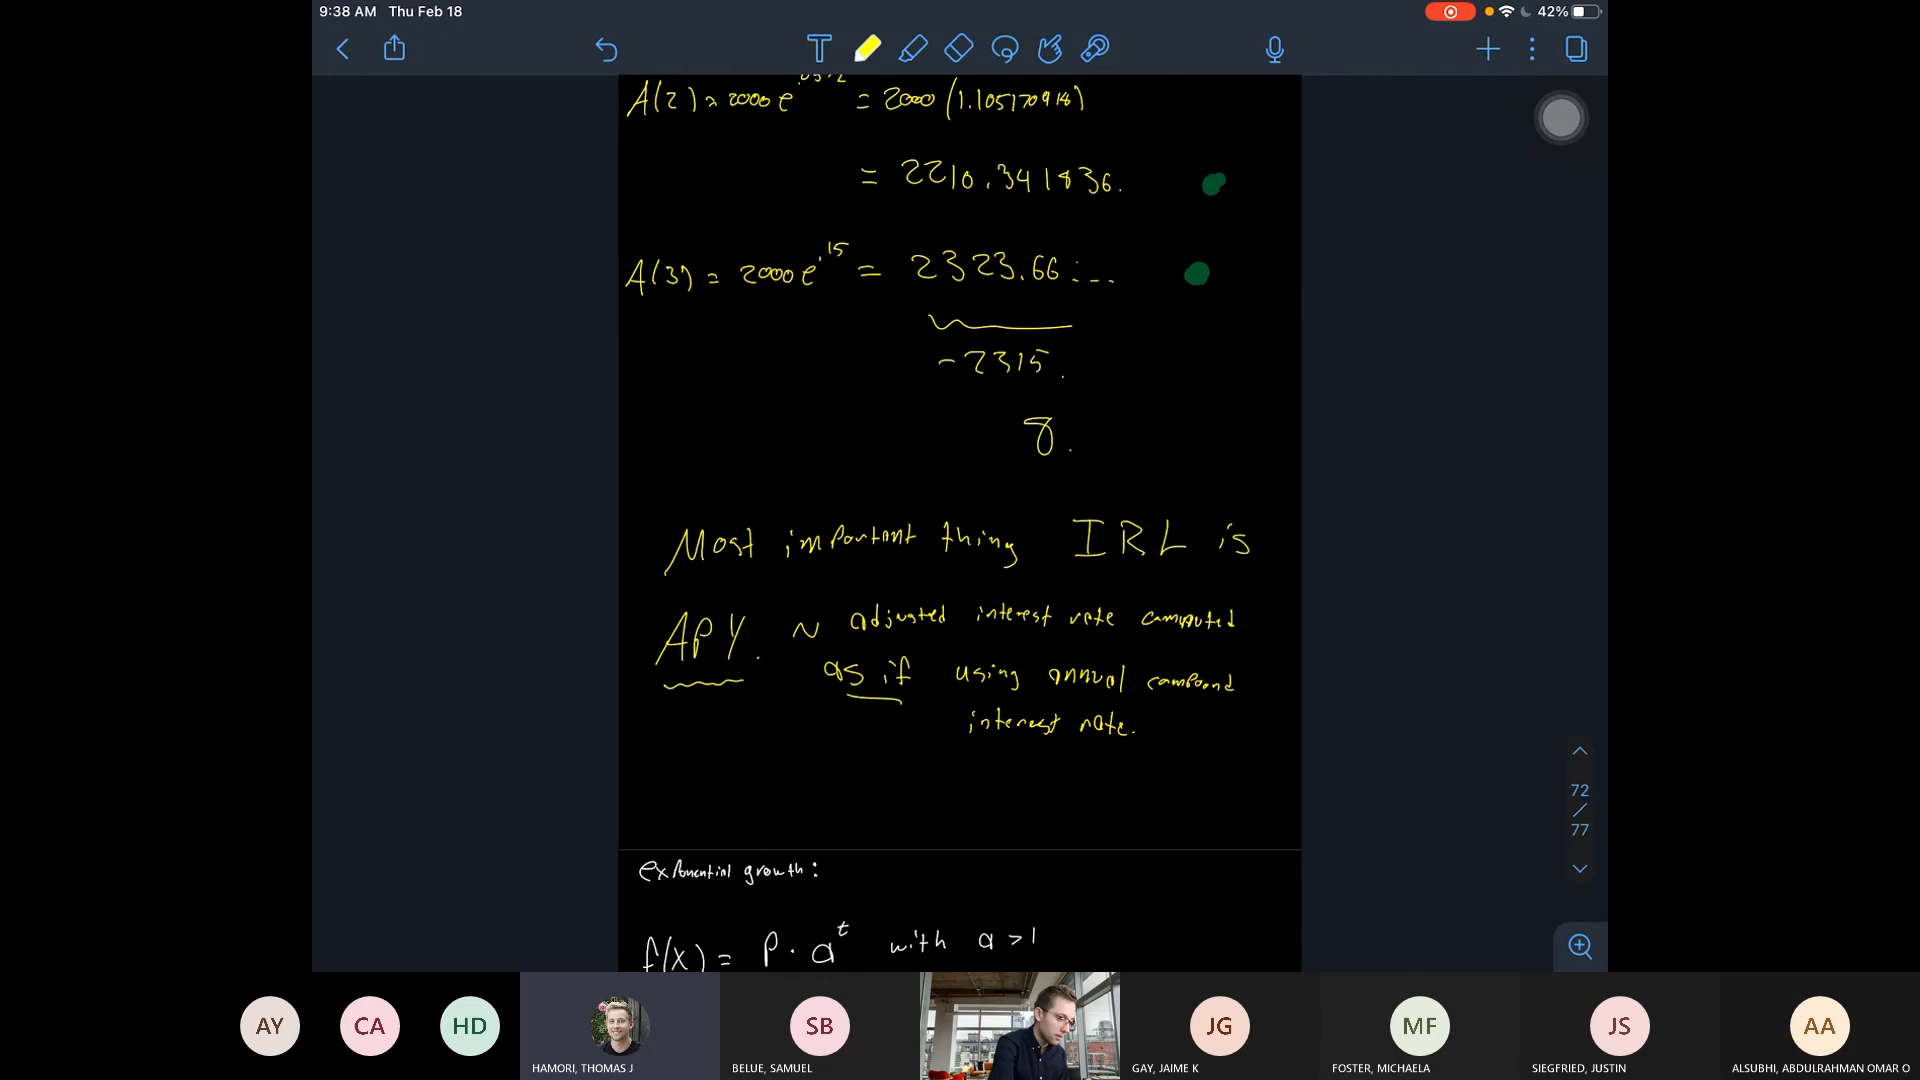 9:38 AM Thu Feb 18
42%
A(2) = 2000 e^.05·2 = 2000 (1.105170918)
= 2210.341836.
A(3) = 2000 e^.15 = 2323.66...
-2315.
8.
Most important thing IRL is
APY. ~ adjusted interest rate computed
as if using annual compound
interest rate.
72
/
77
exponential growth:
f(x) = P · a^t with a > 1
AY
CA
HD
HAMORI, THOMAS J
SB
BELUE, SAMUEL
JG
GAY, JAIME K
MF
FOSTER, MICHAELA
JS
SIEGFRIED, JUSTIN
AA
ALSUBHI, ABDULRAHMAN OMAR O